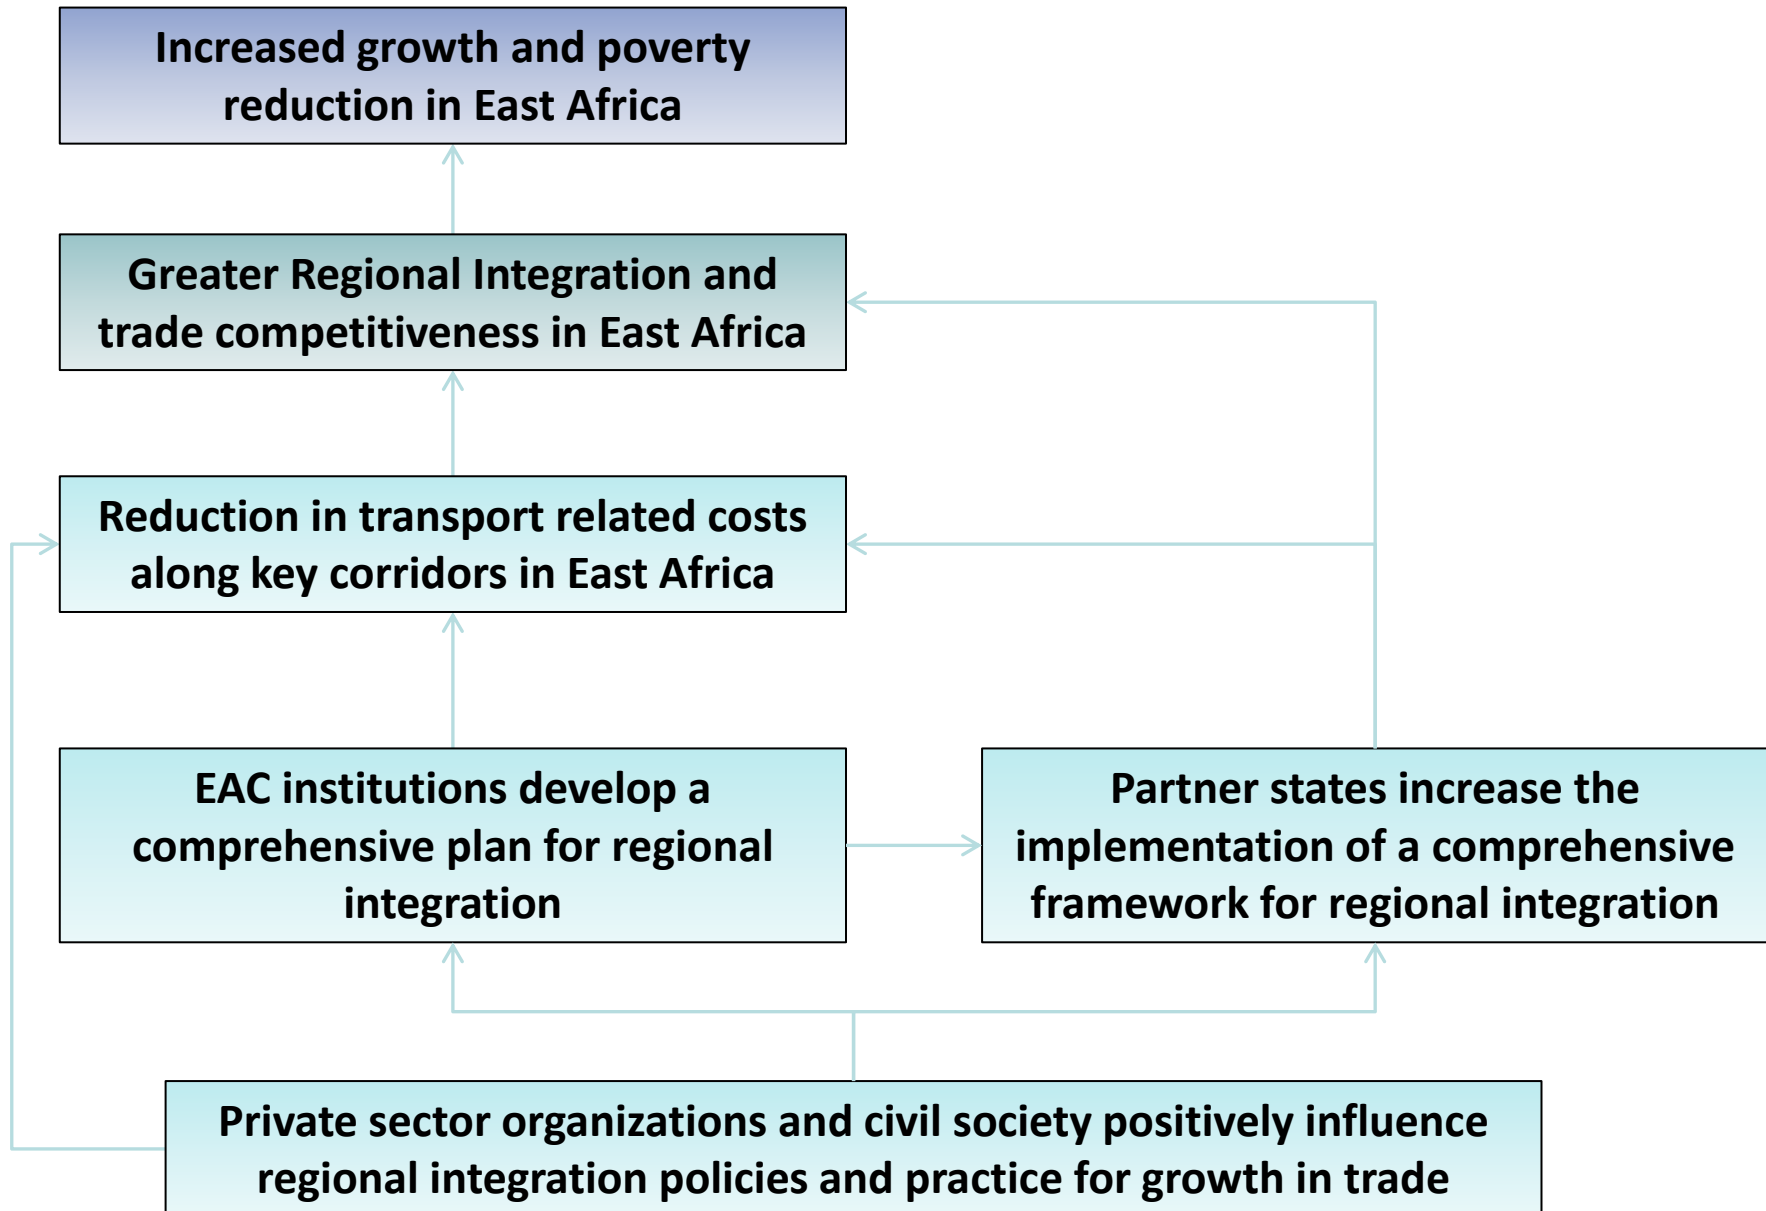 Increased growth and poverty
reduction in East Africa
Greater Regional Integration and
trade competitiveness in East Africa
Reduction in transport related costs
along key corridors in East Africa
EAC institutions develop a
comprehensive plan for regional
integration
Partner states increase the
implementation of a comprehensive
framework for regional integration
Private sector organizations and civil society positively influence
regional integration policies and practice for growth in trade